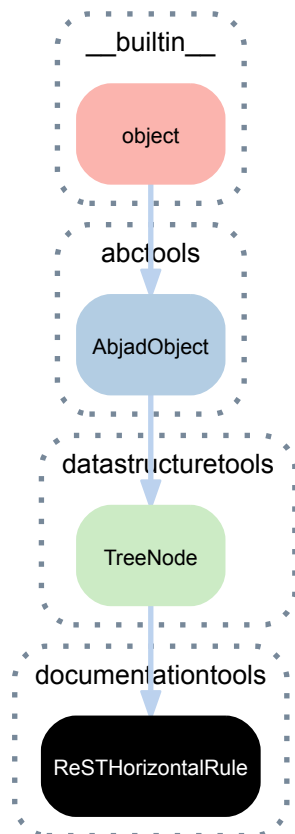 __builtin__
object
abctools
AbjadObject
datastructuretools
TreeNode
documentationtools
ReSTHorizontalRule